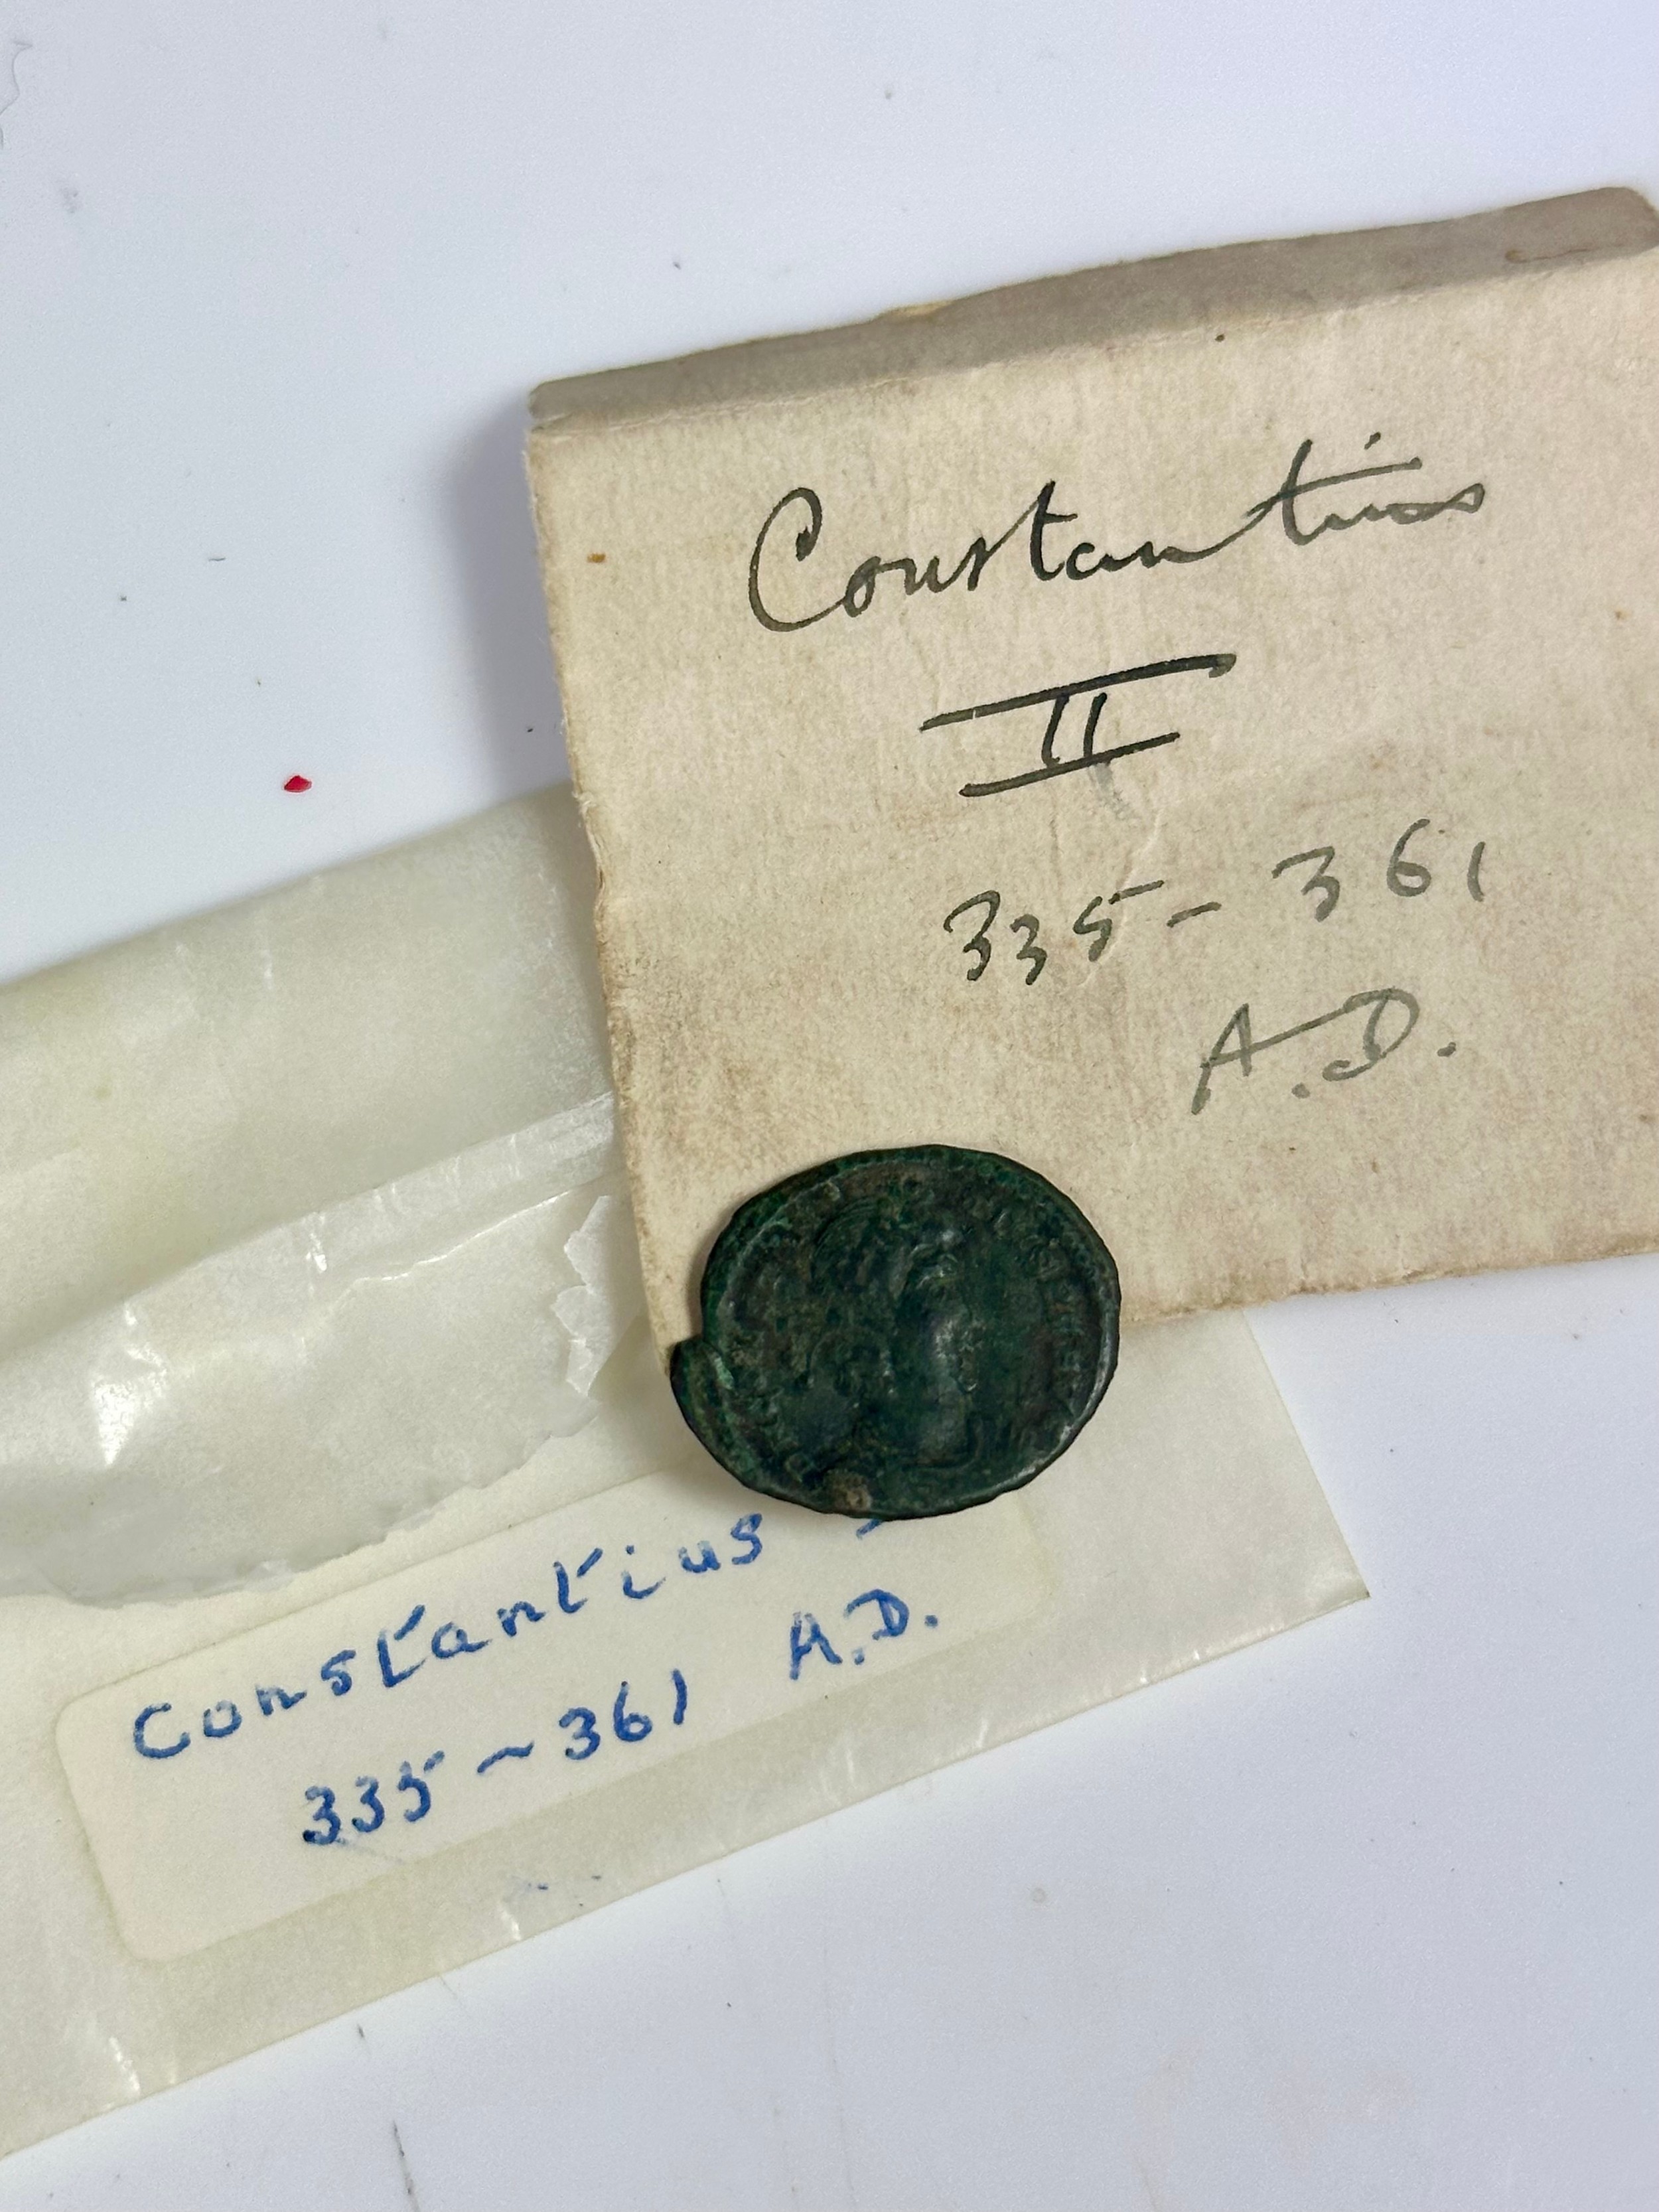 Constantius
II
335-361
A.D.
Constantius
335-361 A.D.